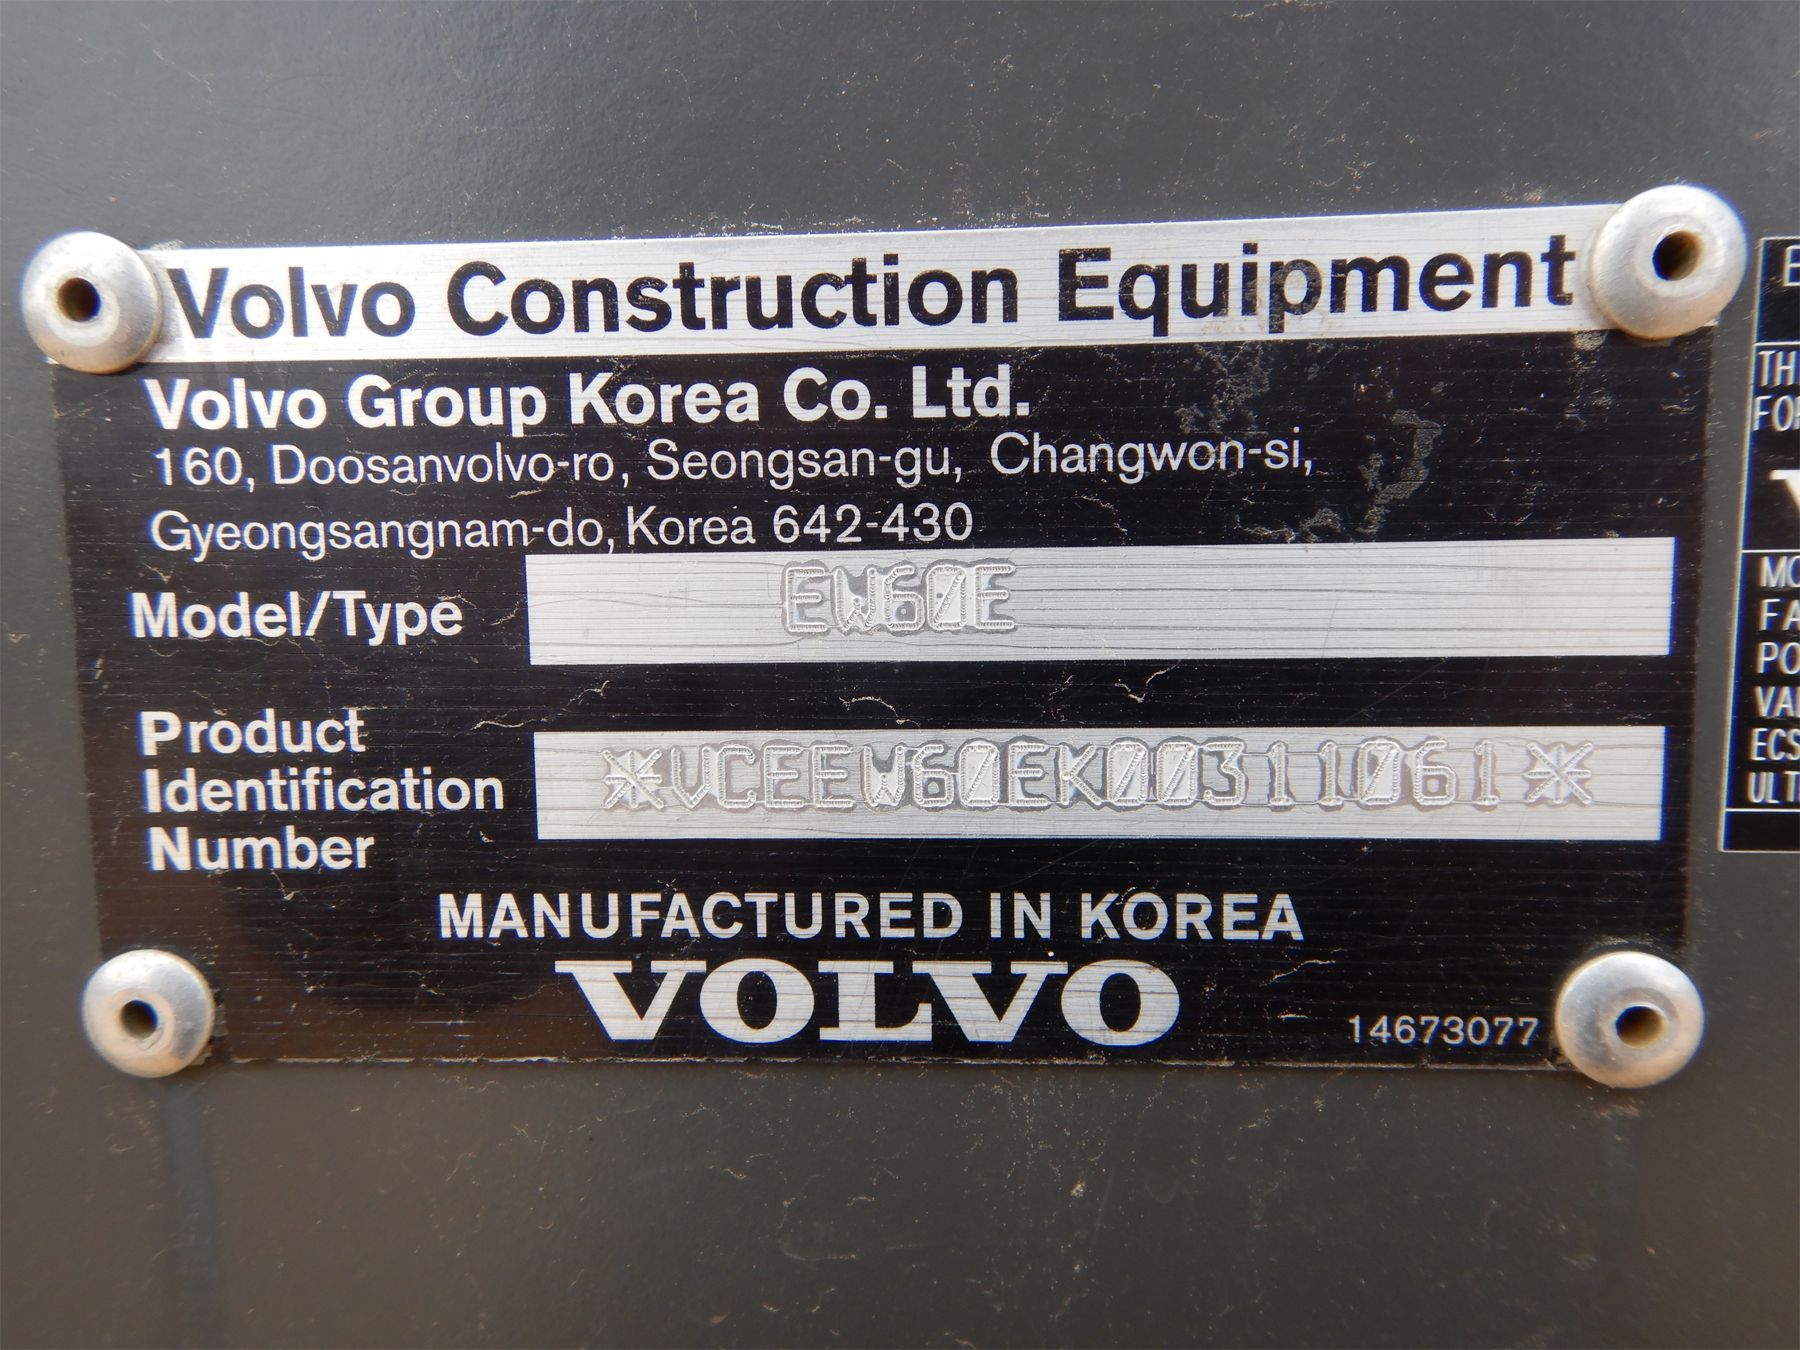 Volvo Construction Equipment
Volvo Group Korea Co. Ltd.
160, Doosanvolvo-ro, Seongsan-gu, Changwon-si,
Gyeongsangnam-do, Korea 642-430
Model/Type EW60E
Product
Identification
Number
*VCEEW60EK00311061*
MANUFACTURED IN KOREA
VOLVO
14673077